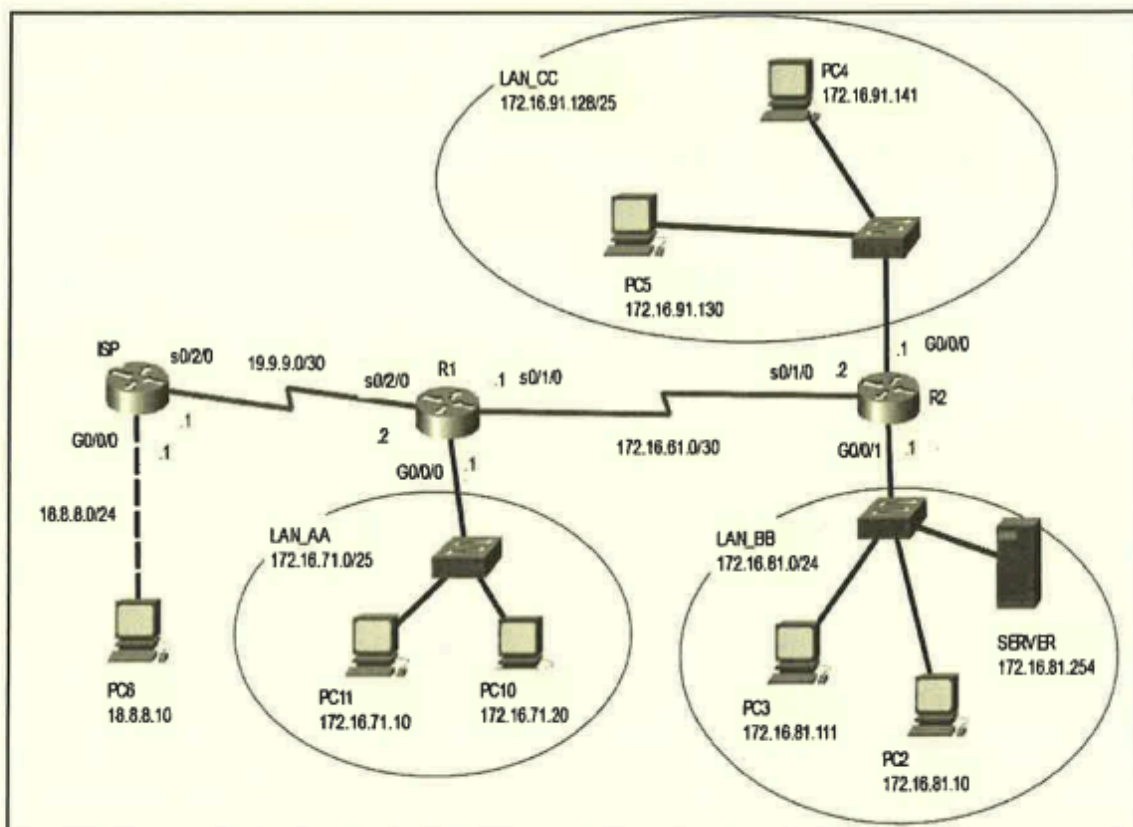 LAN_CC
172.16.91.128/25
PC4
172.16.91.141
PC5
172.16.91.130
ISP
s0/2/0
19.9.9.0/30
s0/2/0
R1
.1
s0/1/0
s0/1/0
.2
.1
G0/0/0
R2
G0/0/0
.1
.1
.2
G0/0/0
.1
172.16.61.0/30
G0/0/1
.1
18.8.8.0/24
LAN_AA
172.16.71.0/25
LAN_BB
172.16.81.0/24
SERVER
172.16.81.254
PC6
18.8.8.10
PC11
172.16.71.10
PC10
172.16.71.20
PC3
172.16.81.111
PC2
172.16.81.10